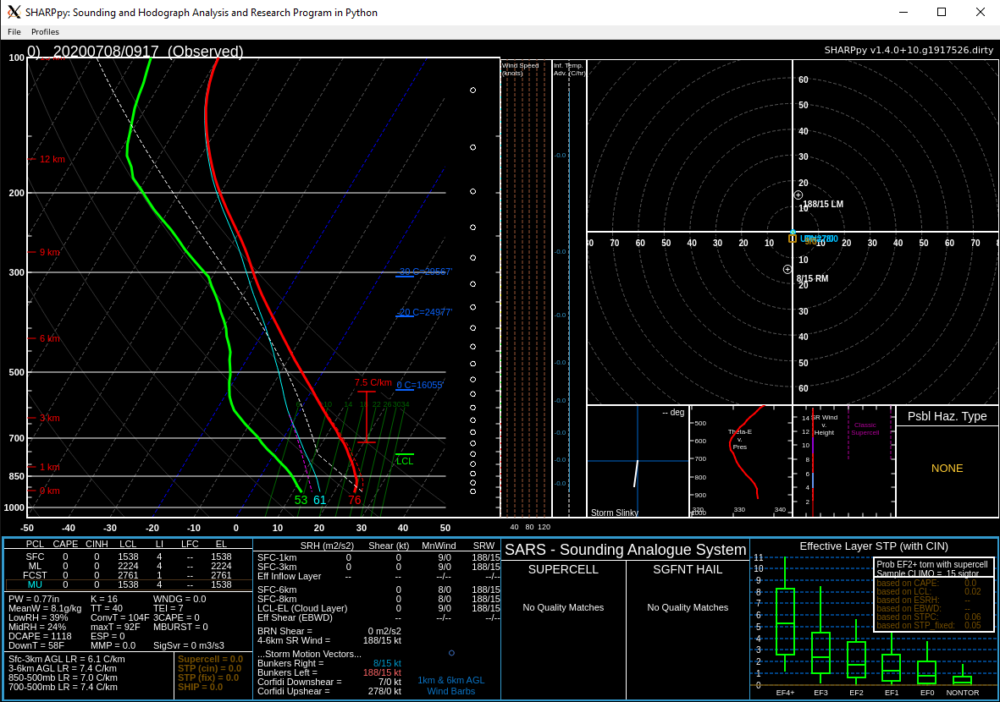 SHARPpy: Sounding and Hodograph Analysis and Research Program in Python
File Profiles
0) 20200708/0917 (Observed)
SHARPpy v1.4.0+10.g1917526.dirty
100
200
300
500
700
850
1000
12 km
9 km
6 km
3 km
1 km
0 km
-30 C=29567'
-20 C=24977'
0 C=16055'
7.5 C/km
10 14 18 22 26 30 34
LCL
53 61 76
-50 -40 -30 -20 -10 0 10 20 30 40 50
Wind Speed
(knots)
40 80 120
Inf. Temp.
Adv. (C/hr)
-0.0
-0.0
-0.0
-0.0
-0.0
-0.0
-0.0
-0.0
60
50
40
30
20
10
188/15 LM
70 60 50 40 30 20 10 10 20 30 40 50 60 70
10
8/15 RM
20
30
40
50
60
-- deg
Storm Slinky
500
600
700
800
900
1000
Theta-E
v.
Pres
320 330 340
14
12
10
8
6
4
2
SR Wind
v.
Height
Classic
Supercell
Psbl Haz. Type
NONE
PCL CAPE CINH LCL LI LFC EL
SFC 0 0 1538 4 -- 1538
ML 0 0 2224 4 -- 2224
FCST 0 0 2761 1 -- 2761
MU 0 0 1538 4 -- 1538
PW = 0.77in K = 16 WNDG = 0.0
MeanW = 8.1g/kg TT = 40 TEI = 7
LowRH = 39% ConvT = 104F 3CAPE = 0
MidRH = 24% maxT = 92F MBURST = 0
DCAPE = 1118 ESP = 0
DownT = 58F MMP = 0.0 SigSvr = 0 m3/s3
Sfc-3km AGL LR = 6.1 C/km
3-6km AGL LR = 7.4 C/km
850-500mb LR = 7.0 C/km
700-500mb LR = 7.4 C/km
Supercell = 0.0
STP (cin) = 0.0
STP (fix) = 0.0
SHIP = 0.0
SRH (m2/s2) Shear (kt) MnWind SRW
SFC-1km 0 0 9/0 188/15
SFC-3km 0 0 9/0 188/15
Eff Inflow Layer -- -- --/-- --/--
SFC-6km 0 8/0 188/15
SFC-8km 0 8/0 188/15
LCL-EL (Cloud Layer) 0 9/0 188/15
Eff Shear (EBWD) -- --/-- --/--
BRN Shear = 0 m2/s2
4-6km SR Wind = 188/15 kt
...Storm Motion Vectors...
Bunkers Right = 8/15 kt
Bunkers Left = 188/15 kt
Corfidi Downshear = 7/0 kt
Corfidi Upshear = 278/0 kt
1km & 6km AGL
Wind Barbs
SARS - Sounding Analogue System
SUPERCELL SGFNT HAIL
No Quality Matches No Quality Matches
Effective Layer STP (with CIN)
11
10
9
8
7
6
5
4
3
2
1
0
Prob EF2+ torn with supercell
Sample CLIMO = .15 sigtor
based on CAPE: 0.0
based on LCL: 0.02
based on ESRH: --
based on EBWD: --
based on STPC: 0.06
based on STP_fixed: 0.05
EF4+ EF3 EF2 EF1 EF0 NONTOR